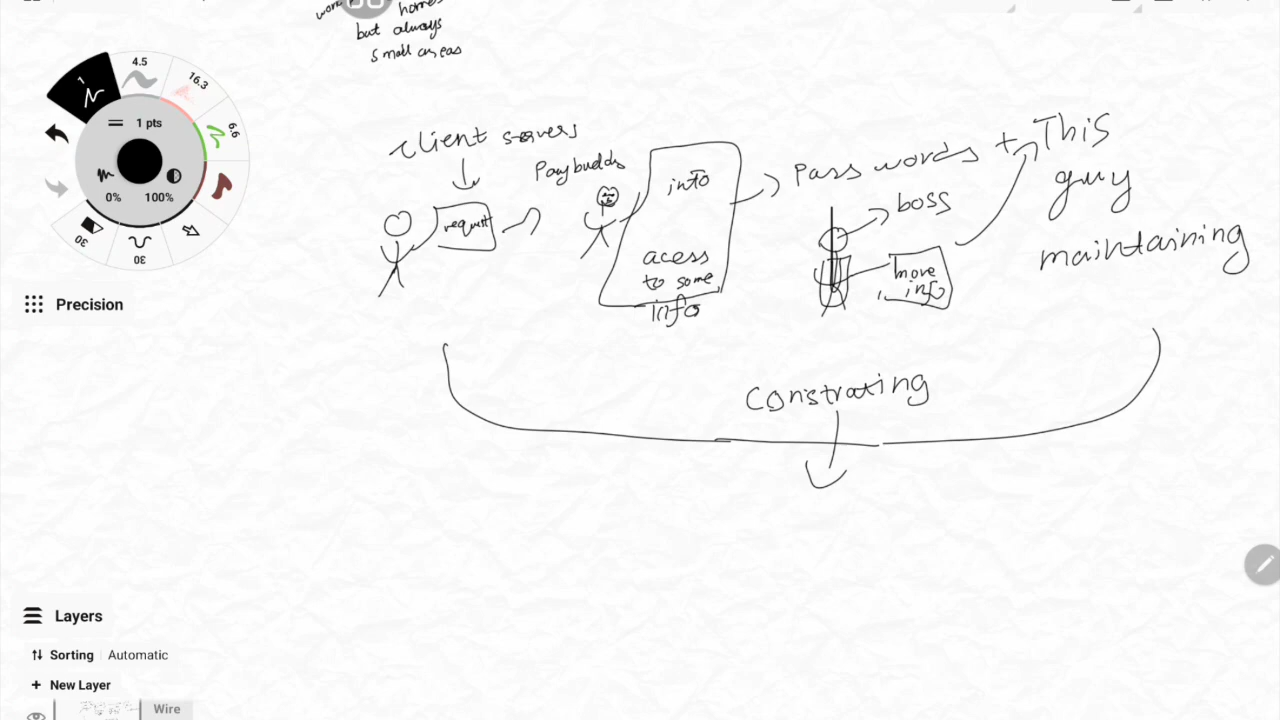 but always
small areas
4.5
16.3
6.6
1
1 pts
0%
100%
30
30
Precision
client servers
request
info
acess
to some
info
Pass words + This
guy
maintaining
boss
move
info
Constrating
Layers
Sorting Automatic
+ New Layer
Wire